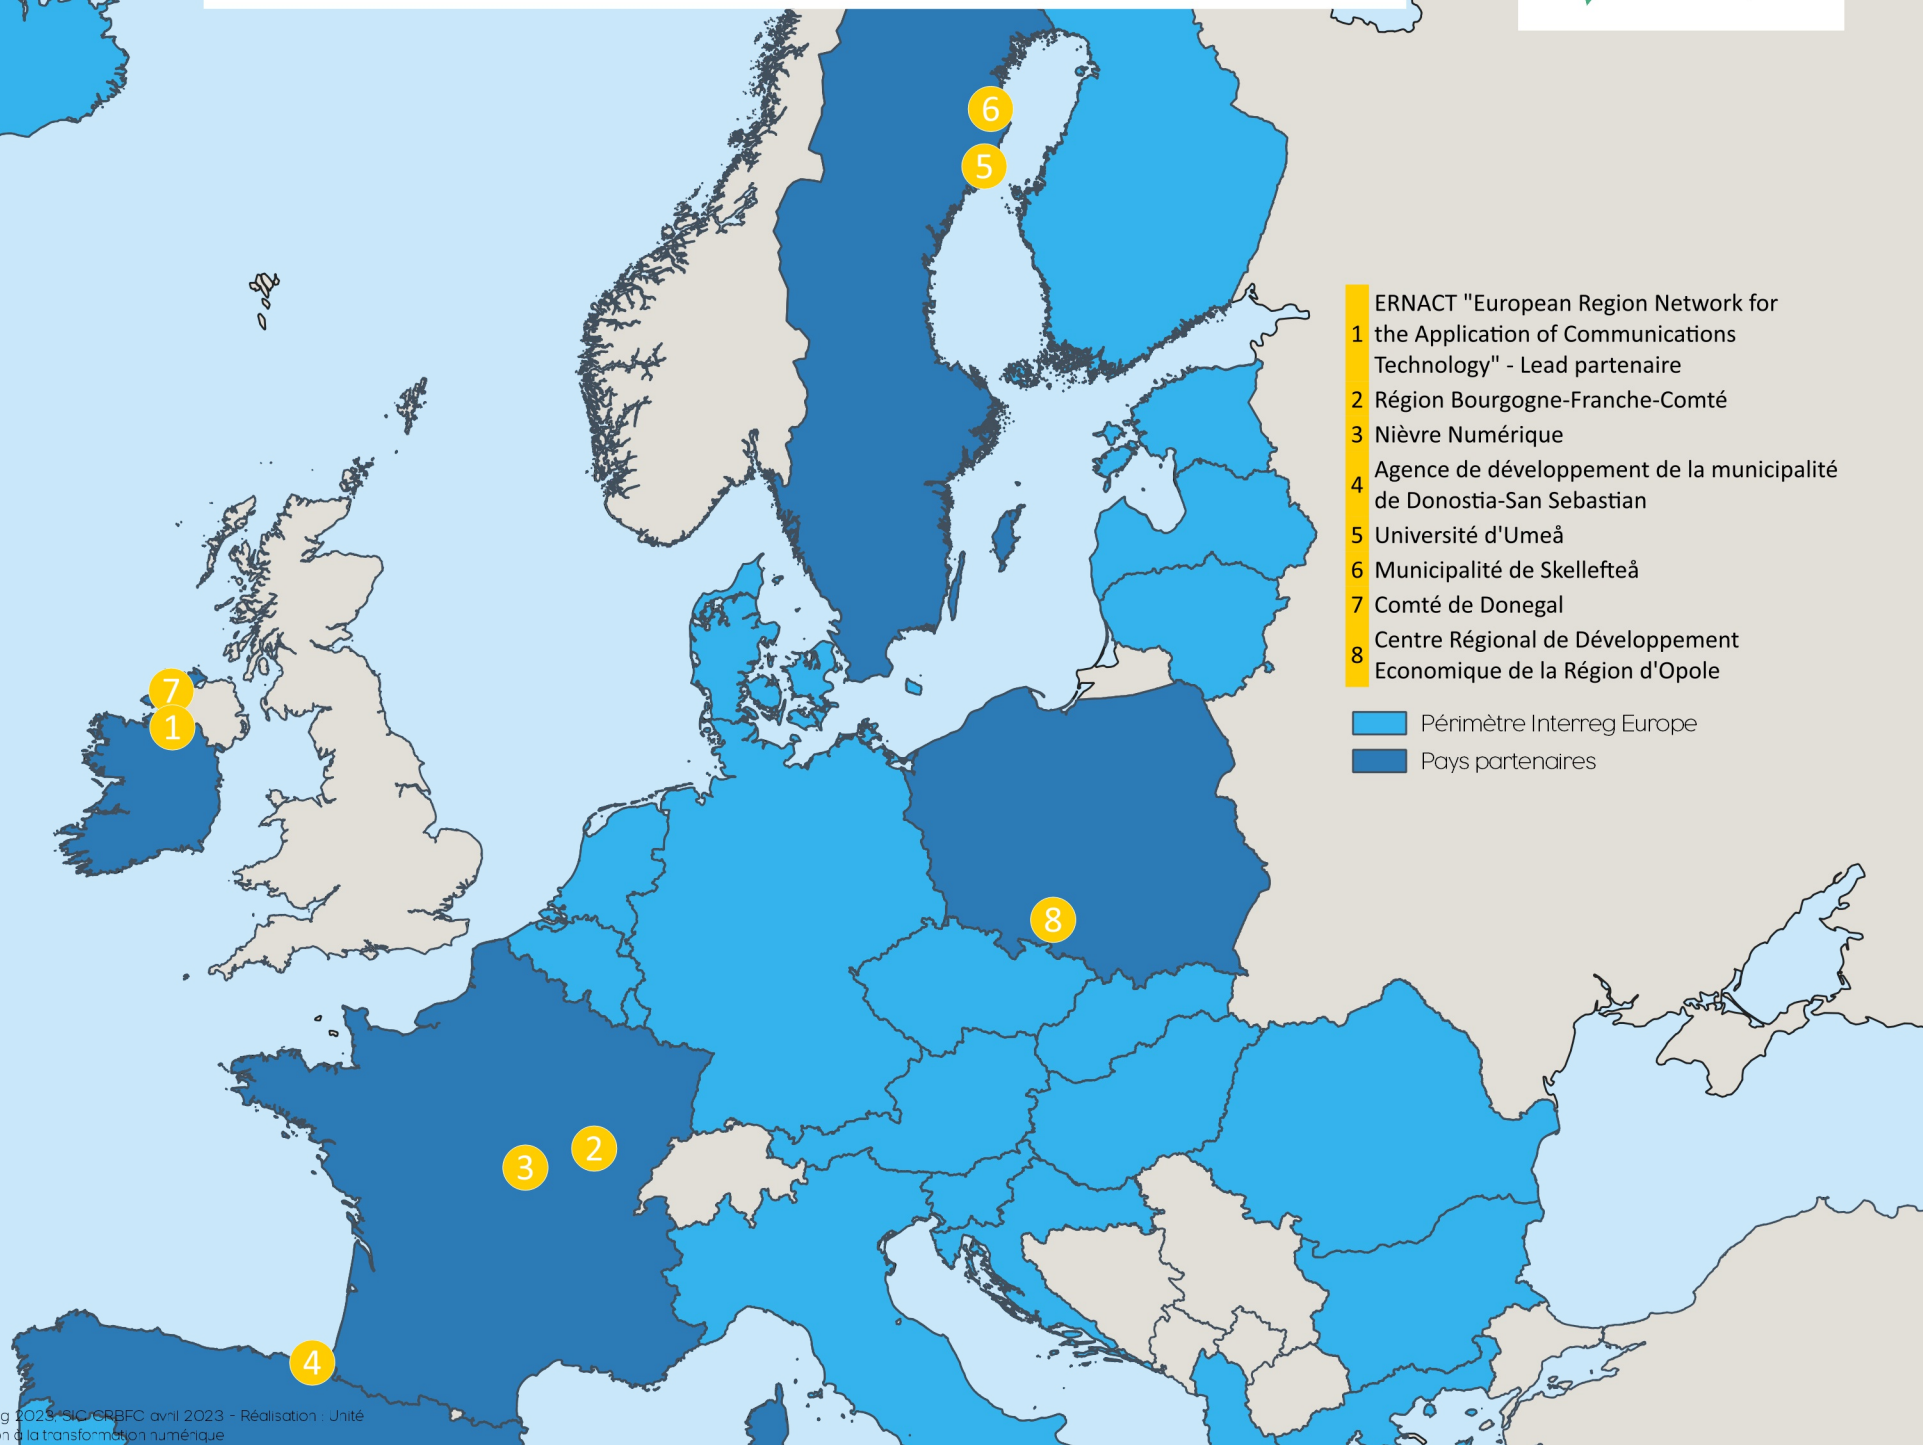 6
5
ERNACT "European Region Network for
1 the Application of Communications
Technology" - Lead partenaire
2 Région Bourgogne-Franche-Comté
3 Nièvre Numérique
Agence de développement de la municipalité
4
de Donostia-San Sebastian
5 Université d'Umeå
6 Municipalité de Skellefteå
7 Comté de Donegal
Centre Régional de Développement
8
Economique de la Région d'Opole
Périmètre Interreg Europe
Pays partenaires
7
1
8
2
3
4
g 2023, SIG/CRBFC avril 2023 - Réalisation : Unité
n à la transformation numérique